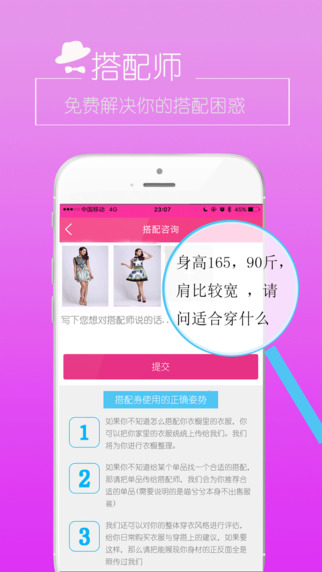 搭配师
免费解决你的搭配困惑
中国移动 4G 23:07 45%
搭配咨询
身高165，90斤，
肩比较宽 ，请
问适合穿什么
写下您想对搭配师说的话..
提交
搭配券使用的正确姿势
1
如果你不知道怎么搭配你衣橱里的衣服，你
可以把你家里的衣服统统上传给我们。我们
将为你进行衣橱整理。
2
如果你不知道给某个单品找一个合适的搭配，
那请把单品传给搭配师，我们会为你推荐合
适的单品(需要说明的是喵兮兮本身不出售服
装)
3
我们还可以对你的整体穿衣风格进行评估，
给你日常购买衣服与穿搭上的建议，如果要
这样，那么请把能展现你身材的正反面全是
照传过我们